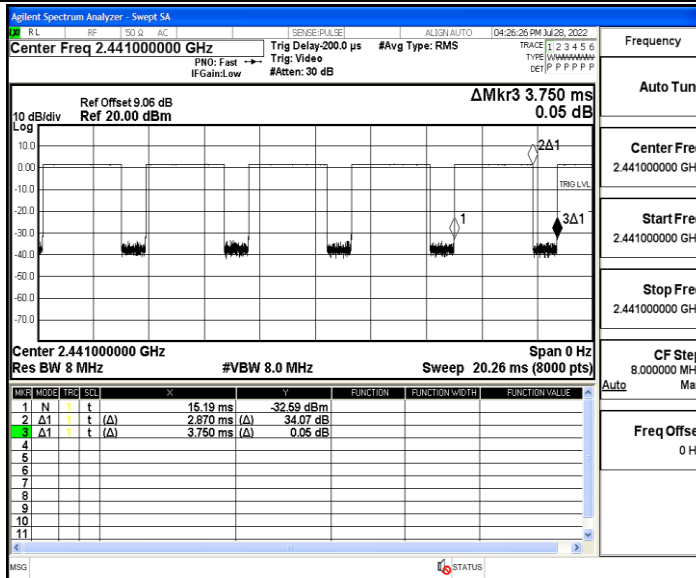 Agilent Spectrum Analyzer - Swept SA
RL RF 50 Ω AC SENSE:PULSE ALIGN AUTO 04:26:26 PM Jul 28, 2022
Center Freq 2.441000000 GHz
Trig Delay-200.0 µs #Avg Type: RMS TRACE 1 2 3 4 5 6
PNO: Fast Trig: Video TYPE
IFGain:Low #Atten: 30 dB DET P P P P P P
ΔMkr3 3.750 ms
0.05 dB
Ref Offset 9.06 dB
10 dB/div Ref 20.00 dBm
Log
10.0
0.00
-10.0
-20.0
-30.0
-40.0
-50.0
-60.0
-70.0
2Δ1
TRIG LVL
1
3Δ1
Center 2.441000000 GHz Span 0 Hz
Res BW 8 MHz #VBW 8.0 MHz Sweep 20.26 ms (8000 pts)
MKR MODE TRC SCL X Y FUNCTION FUNCTION WIDTH FUNCTION VALUE
1 N 1 t 15.19 ms -32.59 dBm
2 Δ1 1 t (Δ) 2.870 ms (Δ) 34.07 dB
3 Δ1 1 t (Δ) 3.750 ms (Δ) 0.05 dB
4
5
6
7
8
9
10
11
MSG STATUS
Frequency
Auto Tun
Center Fre
2.441000000 GH
Start Fre
2.441000000 GH
Stop Fre
2.441000000 GH
CF Step
8.000000 MH
Auto Ma
Freq Offse
0 H